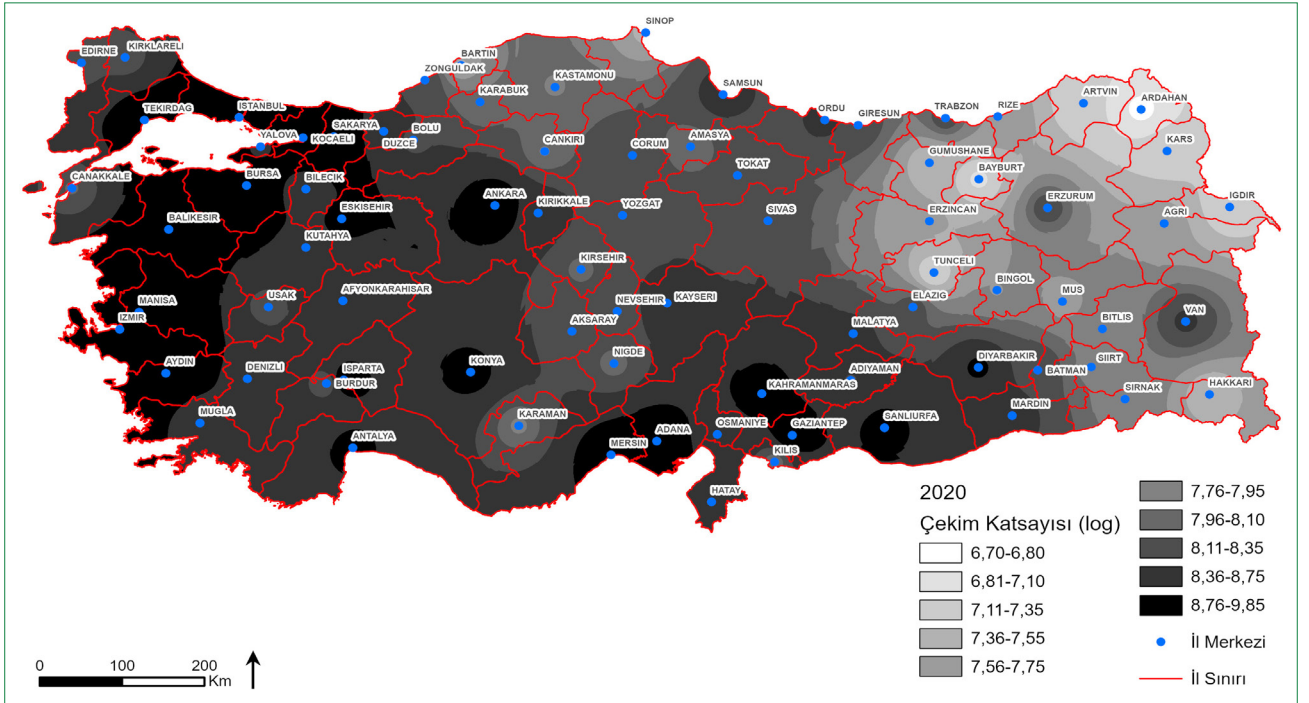 SINOP
KIRKLARELI
EDIRNE
BARTIN
ZONGULDAK
KASTAMONU
KARABUK
SAMSUN
ARTVIN
ARDAHAN
TEKIRDAG
ISTANBUL
ORDU
GIRESUN
TRABZON
RIZE
SAKARYA
YALOVA
KOCAELI
BOLU
DUZCE
CANKIRI
CORUM
AMASYA
TOKAT
GUMUSHANE
BAYBURT
KARS
CANAKKALE
BURSA
BILECIK
ANKARA
KIRIKKALE
YOZGAT
SIVAS
ERZINCAN
ERZURUM
AGRI
IGDIR
BALIKESIR
ESKISEHIR
KUTAHYA
KIRSEHIR
TUNCELI
BINGOL
MUS
MANISA
IZMIR
USAK
AFYONKARAHISAR
NEVSEHIR
KAYSERI
AKSARAY
ELAZIG
MALATYA
BITLIS
VAN
AYDIN
DENIZLI
ISPARTA
BURDUR
KONYA
NIGDE
KAHRAMANMARAS
ADIYAMAN
DIYARBAKIR
BATMAN
SIIRT
SIRNAK
HAKKARI
MUGLA
ANTALYA
KARAMAN
MERSIN
ADANA
OSMANIYE
GAZIANTEP
KILIS
SANLIURFA
MARDIN
HATAY
2020
Çekim Katsayısı (log)
6,70-6,80
6,81-7,10
7,11-7,35
7,36-7,55
7,56-7,75
7,76-7,95
7,96-8,10
8,11-8,35
8,36-8,75
8,76-9,85
İl Merkezi
İl Sınırı
0 100 200
Km